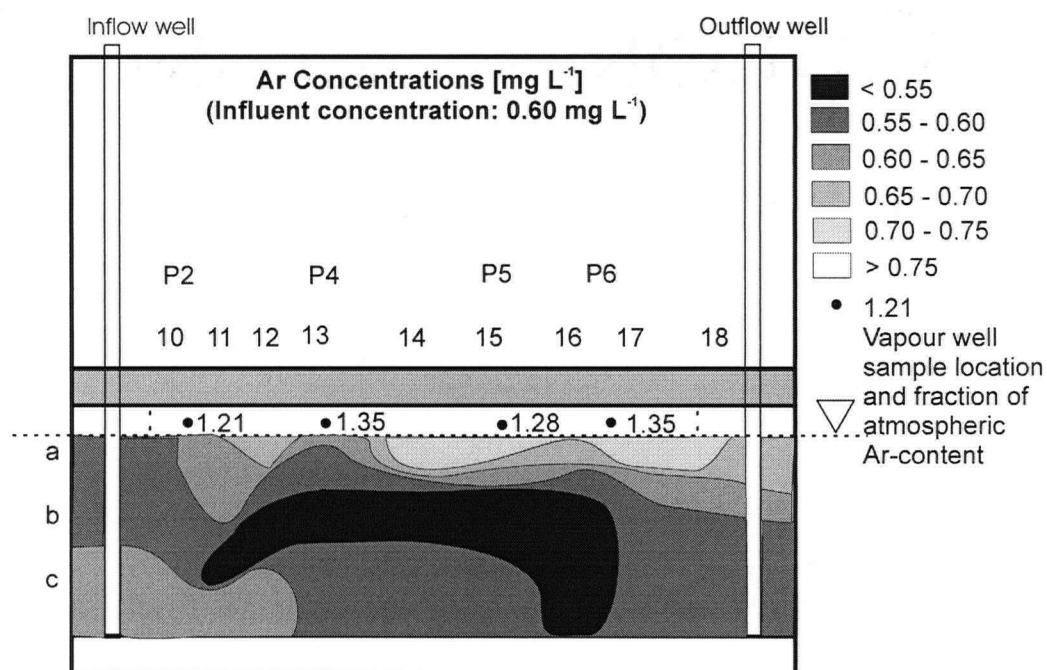 Inflow well
Outflow well
Ar Concentrations [mg L⁻¹]
(Influent concentration: 0.60 mg L⁻¹)
< 0.55
0.55 - 0.60
0.60 - 0.65
0.65 - 0.70
0.70 - 0.75
> 0.75
1.21
Vapour well
sample location
and fraction of
atmospheric
Ar-content
P2 P4 P5 P6
10 11 12 13 14 15 16 17 18
1.21 1.35 1.28 1.35
a
b
c